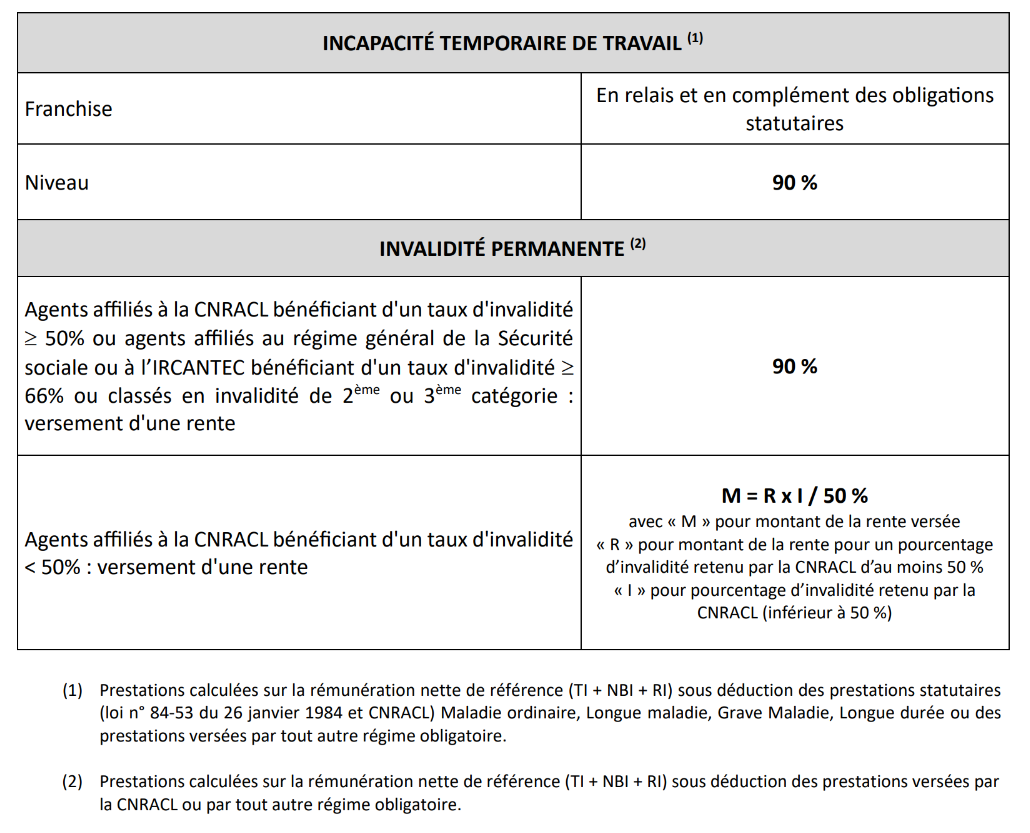 INCAPACITÉ TEMPORAIRE DE TRAVAIL (1)
Franchise
En relais et en complément des obligations
statutaires
Niveau
90 %
INVALIDITÉ PERMANENTE (2)
Agents affiliés à la CNRACL bénéficiant d'un taux d'invalidité
≥ 50% ou agents affiliés au régime général de la Sécurité
sociale ou à l’IRCANTEC bénéficiant d'un taux d'invalidité ≥
66% ou classés en invalidité de 2ème ou 3ème catégorie :
versement d'une rente
90 %
Agents affiliés à la CNRACL bénéficiant d'un taux d'invalidité
< 50% : versement d'une rente
M = R x I / 50 %
avec « M » pour montant de la rente versée
« R » pour montant de la rente pour un pourcentage
d’invalidité retenu par la CNRACL d’au moins 50 %
« I » pour pourcentage d’invalidité retenu par la
CNRACL (inférieur à 50 %)
(1) Prestations calculées sur la rémunération nette de référence (TI + NBI + RI) sous déduction des prestations statutaires
(loi n° 84-53 du 26 janvier 1984 et CNRACL) Maladie ordinaire, Longue maladie, Grave Maladie, Longue durée ou des
prestations versées par tout autre régime obligatoire.
(2) Prestations calculées sur la rémunération nette de référence (TI + NBI + RI) sous déduction des prestations versées par
la CNRACL ou par tout autre régime obligatoire.